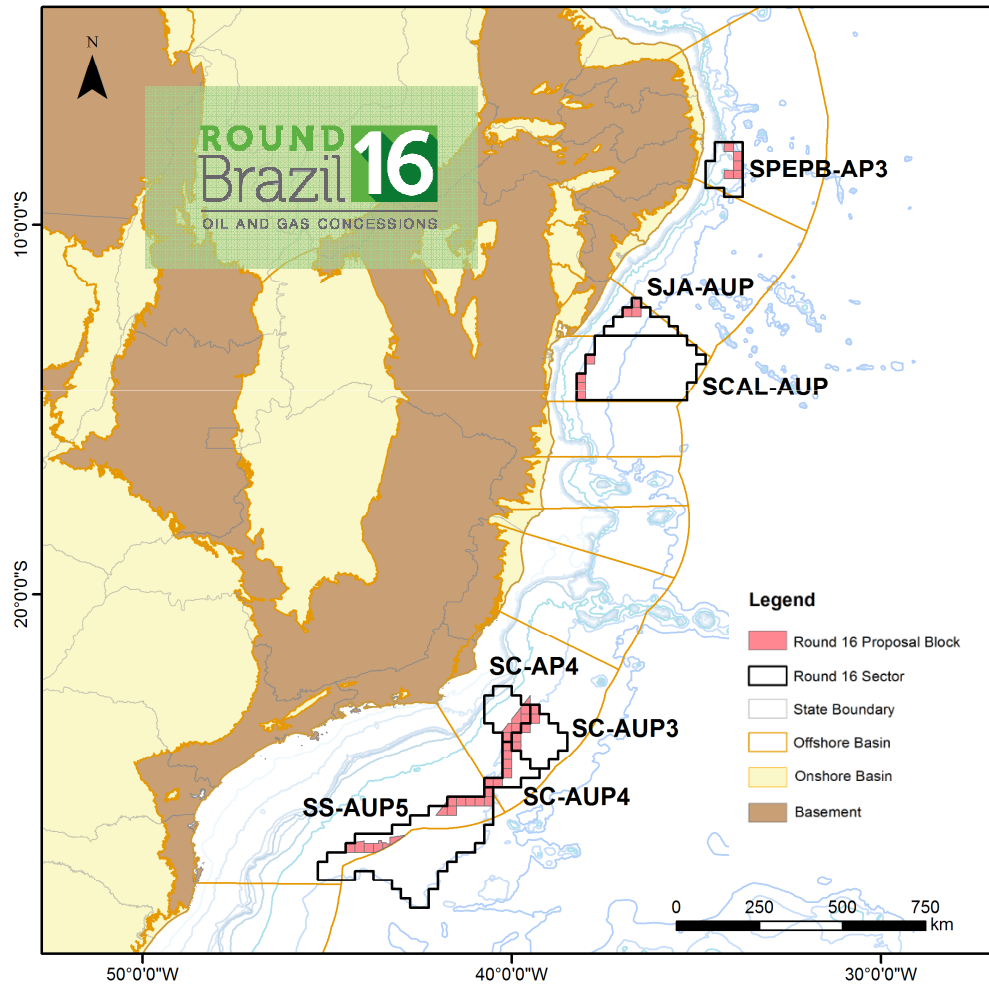 N
ROUND
Brazil
16
OIL AND GAS CONCESSIONS
SPEPB-AP3
10°0'0"S
SJA-AUP
SCAL-AUP
20°0'0"S
Legend
Round 16 Proposal Block
Round 16 Sector
State Boundary
Offshore Basin
Onshore Basin
Basement
SC-AP4
SC-AUP3
SC-AUP4
SS-AUP5
0 250 500 750
km
50°0'0"W 40°0'0"W 30°0'0"W